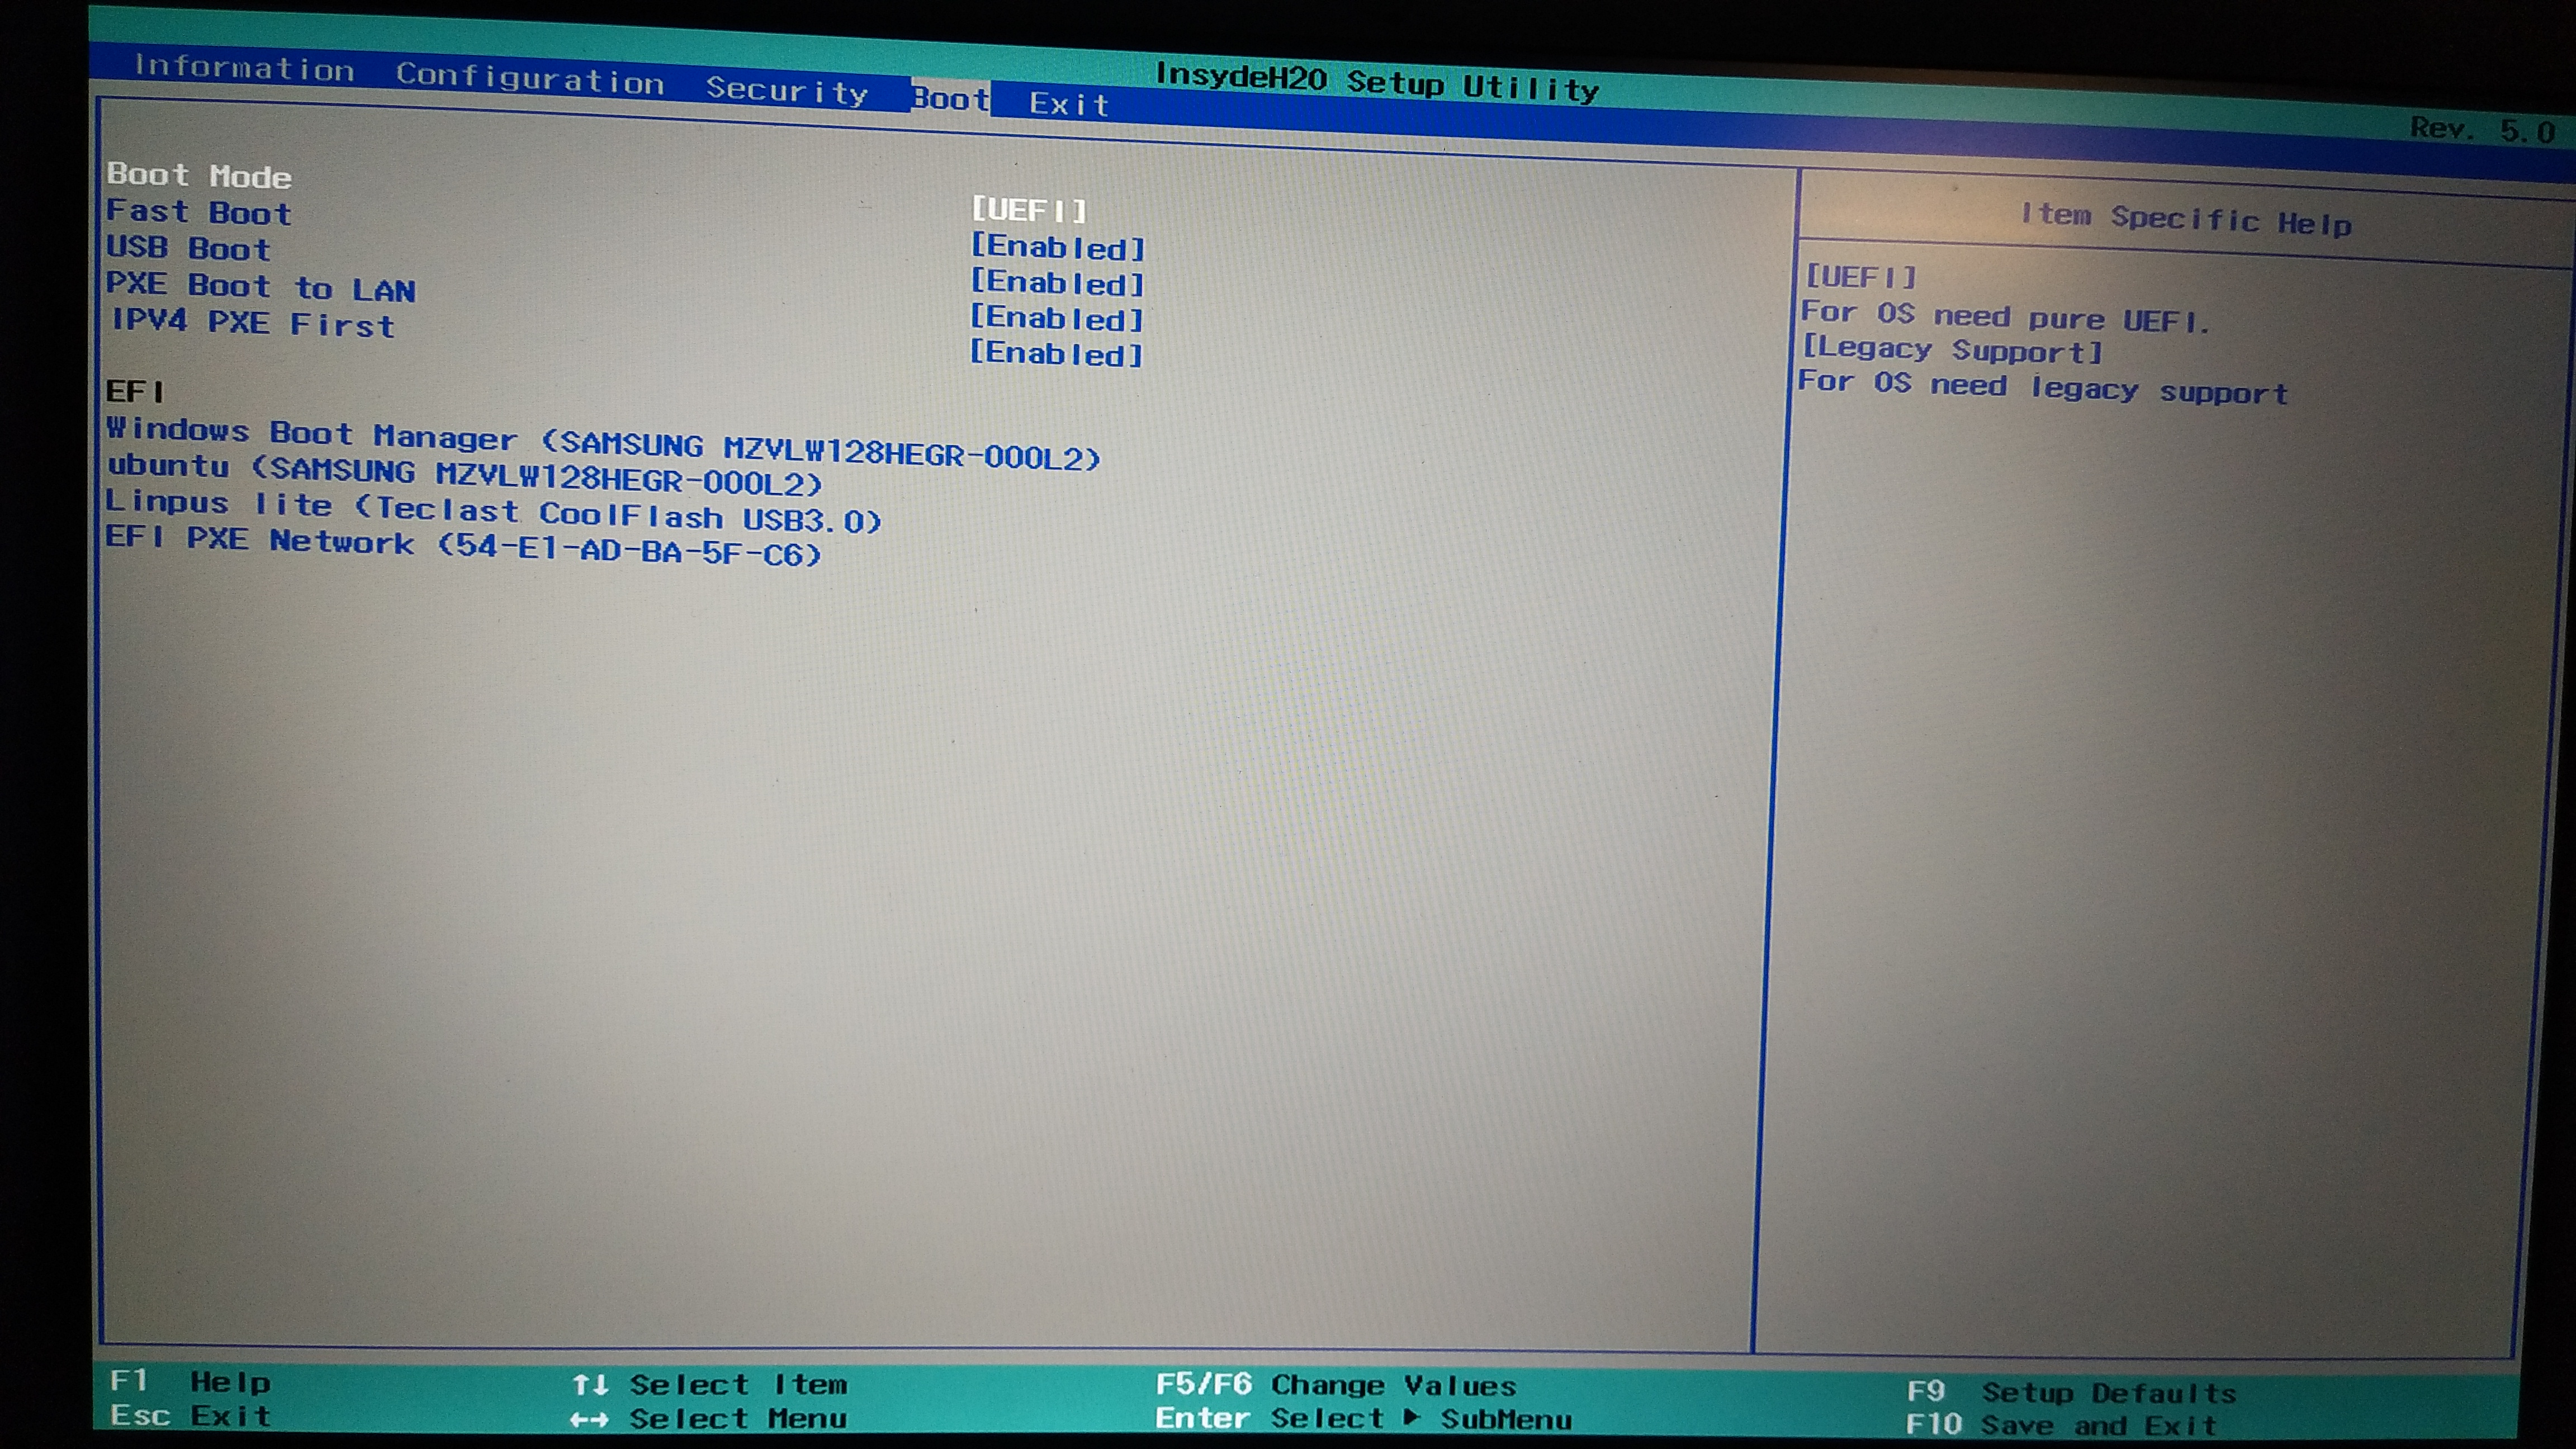 InsydeH20 Setup Utility
Rev. 5.0
Information Configuration Security Boot Exit
Boot Mode [UEFI]
Fast Boot [Enabled]
USB Boot [Enabled]
PXE Boot to LAN [Enabled]
IPV4 PXE First [Enabled]
EFI
Windows Boot Manager (SAMSUNG MZVLW128HEGR-000L2)
ubuntu (SAMSUNG MZVLW128HEGR-000L2)
Linpus lite (Teclast CoolFlash USB3.0)
EFI PXE Network (54-E1-AD-BA-5F-C6)
Item Specific Help
[UEFI]
For OS need pure UEFI.
[Legacy Support]
For OS need legacy support
F1 Help ↑↓ Select Item F5/F6 Change Values F9 Setup Defaults
Esc Exit ←→ Select Menu Enter Select ▶ SubMenu F10 Save and Exit